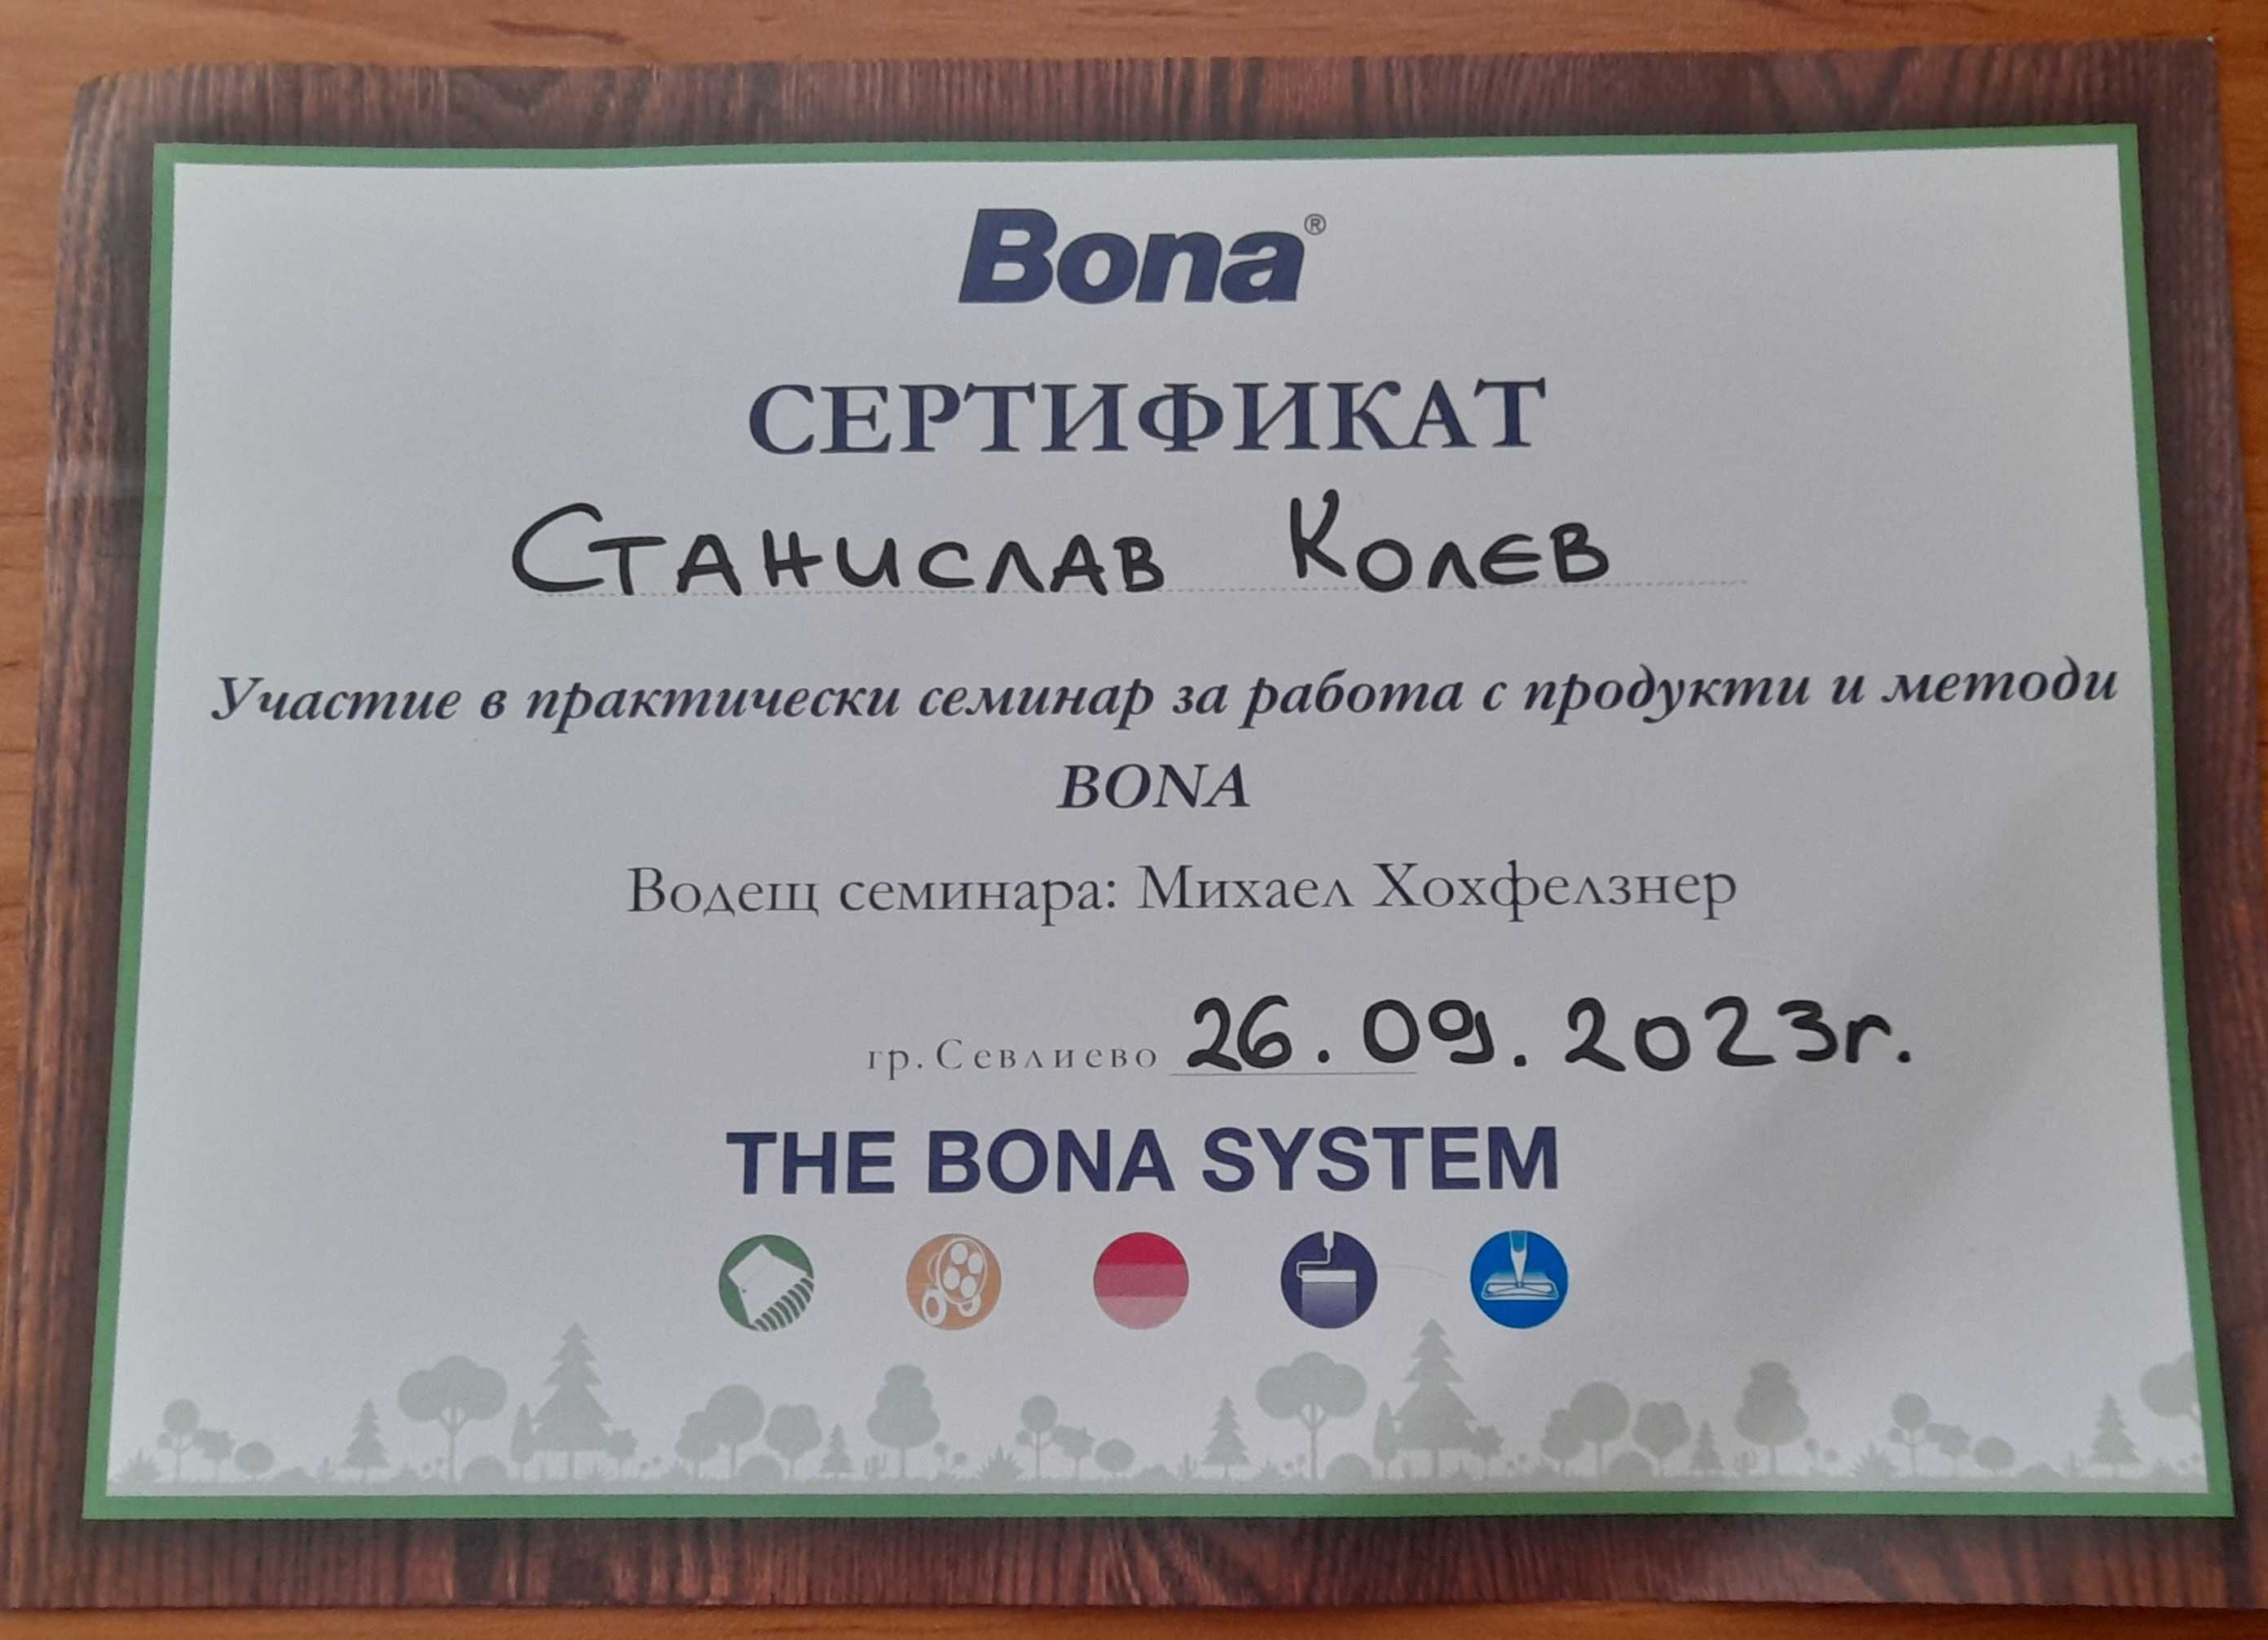 Bona®
СЕРТИФИКАТ
СТАНИСЛАВ КОЛЕВ
Участие в практически семинар за работа с продукти и методи
BONA
Водещ семинара: Михаел Хохфелзнер
гр. Севлиево 26.09.2023г.
THE BONA SYSTEM